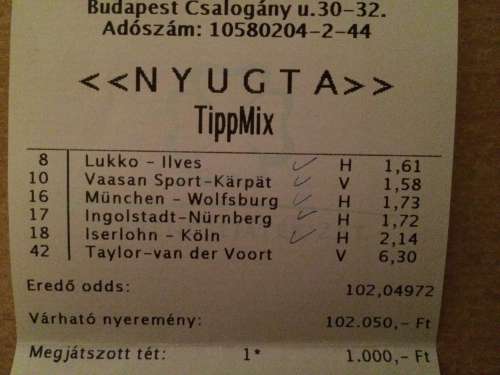 Budapest Csalogány u.30-32.
Adószám: 10580204-2-44
<<NYUGTA>>
TippMix
8 Lukko - Ilves H 1,61
10 Vaasan Sport-Kärpät V 1,58
16 München - Wolfsburg H 1,73
17 Ingolstadt-Nürnberg H 1,72
18 Iserlohn - Köln H 2,14
42 Taylor-van der Voort V 6,30
Eredő odds: 102,04972
Várható nyeremény: 102.050,- Ft
Megjátszott tét: 1* 1.000,- Ft